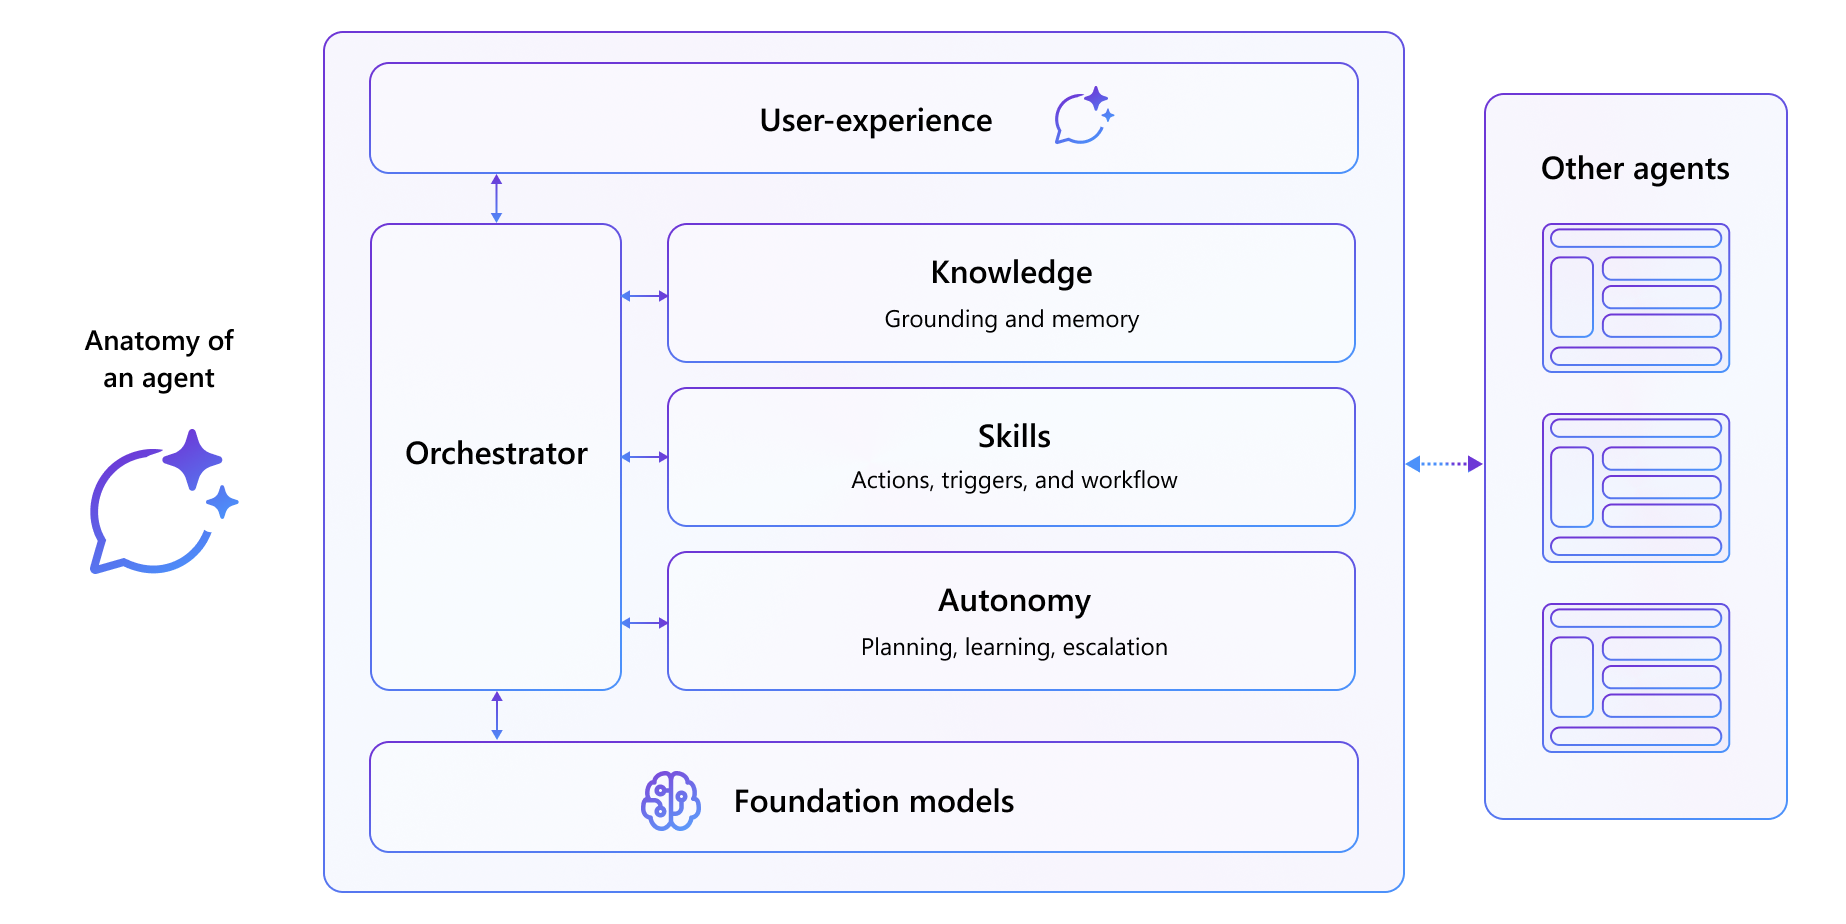 Anatomy of
an agent
User-experience
Orchestrator
Knowledge
Grounding and memory
Skills
Actions, triggers, and workflow
Autonomy
Planning, learning, escalation
Foundation models
Other agents